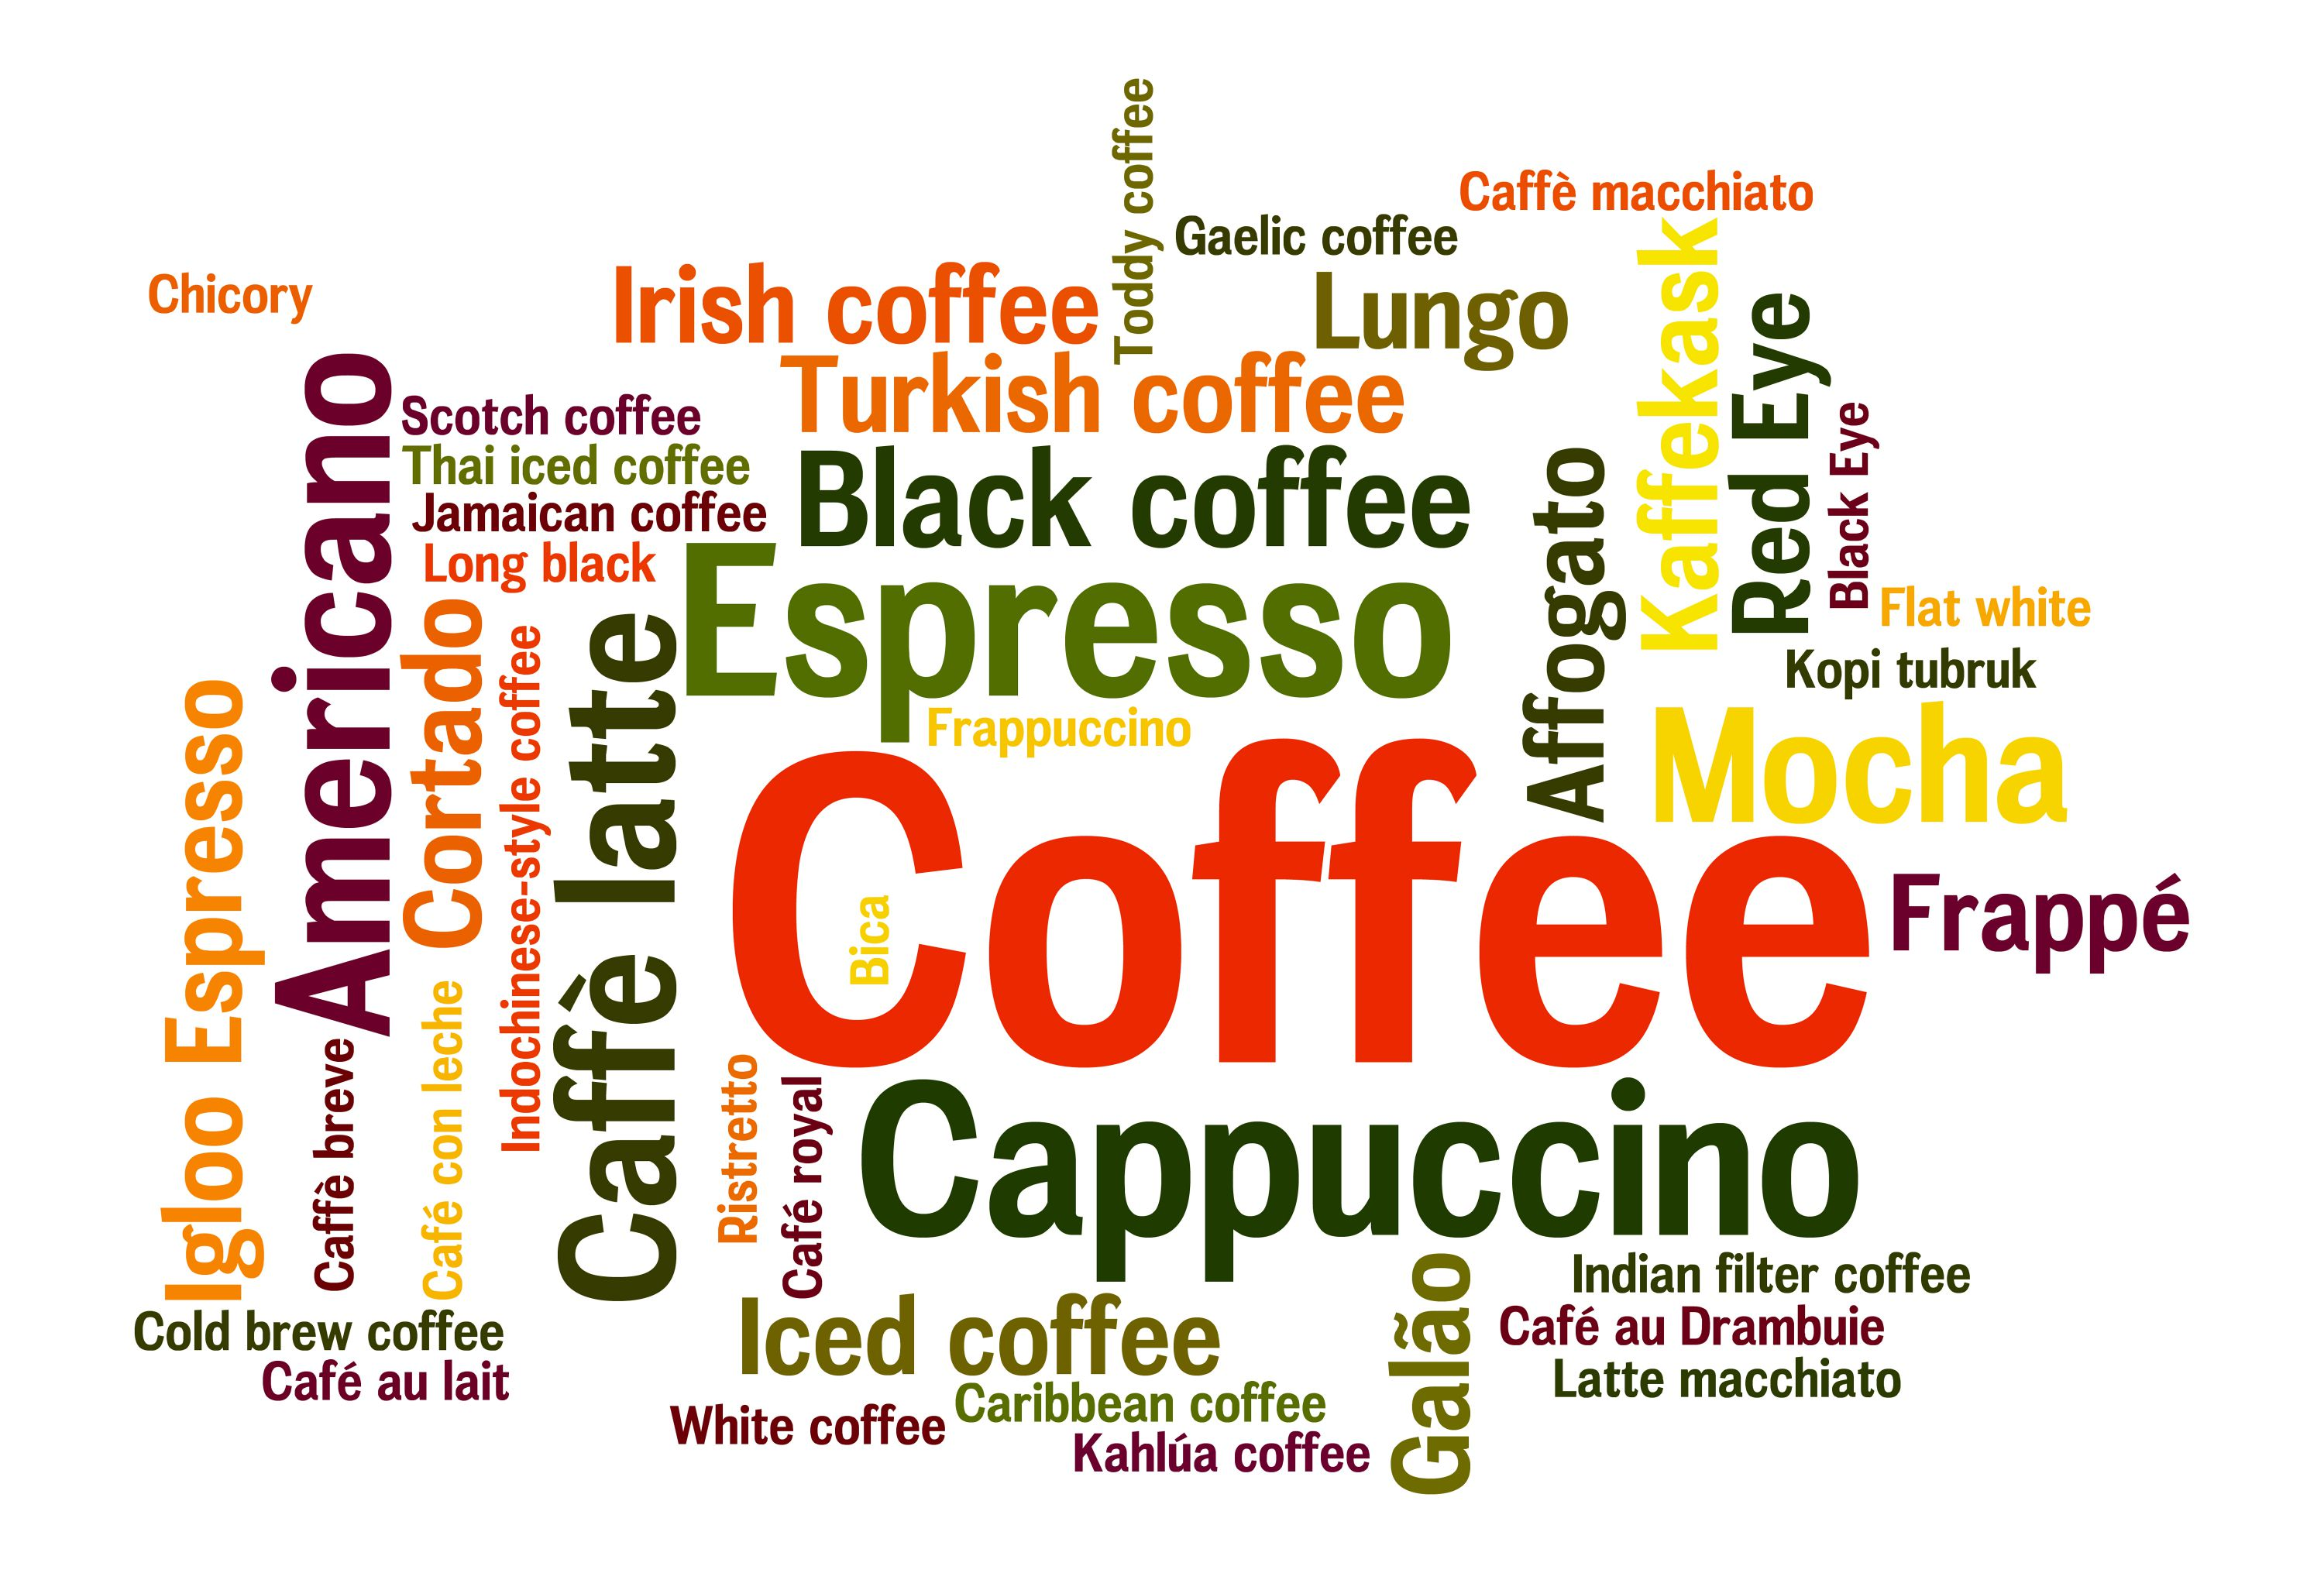 Toddy coffee
Caffè macchiato
Gaelic coffee
Chicory
Irish coffee
Lungo
Kaffekask
Red Eye
Turkish coffee
Americano
Scotch coffee
Thai iced coffee
Black coffee
Black Eye
Jamaican coffee
Long black
Espresso
Affogato
Flat white
Kopi tubruk
Cortado
Indochinese-style coffee
Caffè latte
Igloo Espresso
Frappuccino
Mocha
Coffee
Bica
Frappé
Caffè breve
Café con leche
Ristretto
Café royal
Cappuccino
Indian filter coffee
Cold brew coffee
Iced coffee
Galão
Café au Drambuie
Café au lait
Latte macchiato
Caribbean coffee
White coffee
Kahlúa coffee